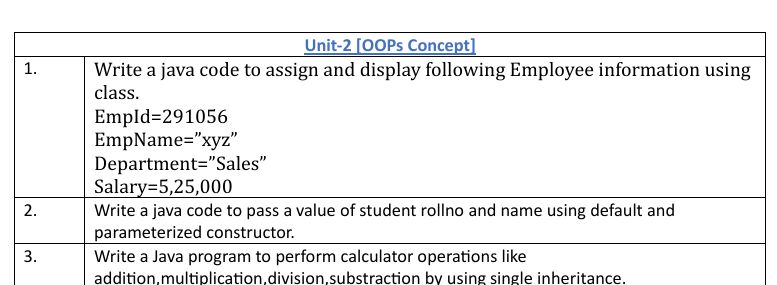 Unit-2 [OOPs Concept]
1. Write a java code to assign and display following Employee information using
class.
EmpId=291056
EmpName=”xyz”
Department=”Sales”
Salary=5,25,000
2. Write a java code to pass a value of student rollno and name using default and
parameterized constructor.
3. Write a Java program to perform calculator operations like
addition,multiplication,division,substraction by using single inheritance.